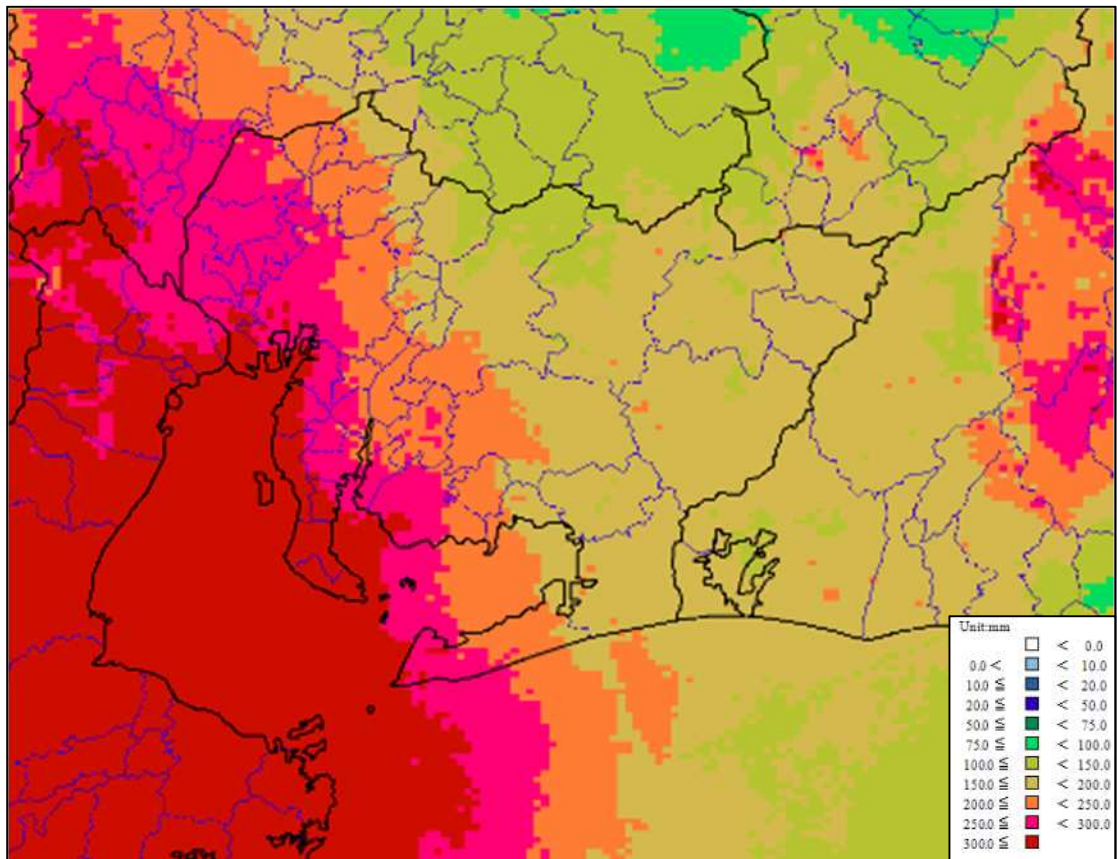 Unit:mm
< 0.0
0.0 < < 10.0
10.0 ≦ < 20.0
20.0 ≦ < 50.0
50.0 ≦ < 75.0
75.0 ≦ < 100.0
100.0 ≦ < 150.0
150.0 ≦ < 200.0
200.0 ≦ < 250.0
250.0 ≦ < 300.0
300.0 ≦